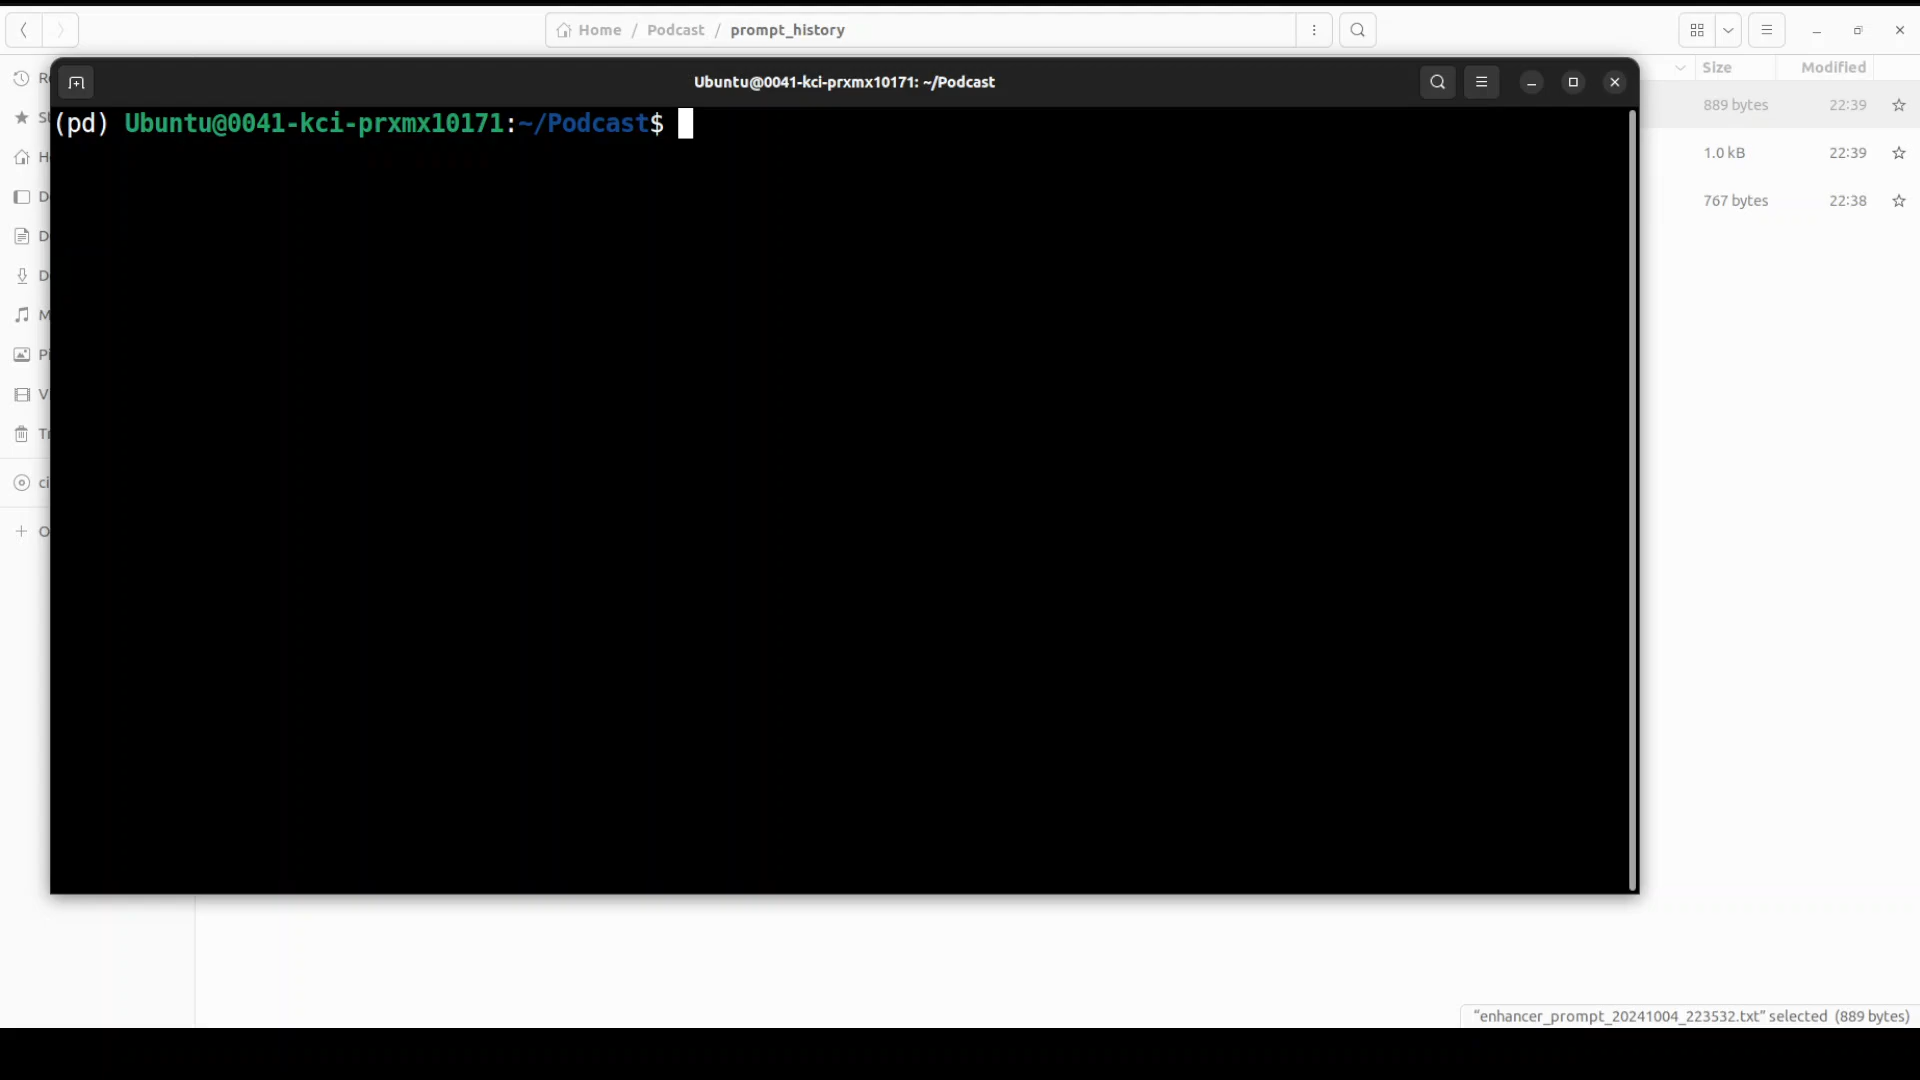 Home / Podcast / prompt_history
Ubuntu@0041-kci-prxmx10171: ~/Podcast
Size Modified
(pd) Ubuntu@0041-kci-prxmx10171:~/Podcast$
889 bytes 22:39
1.0 kB 22:39
767 bytes 22:38
"enhancer_prompt_20241004_223532.txt" selected (889 bytes)